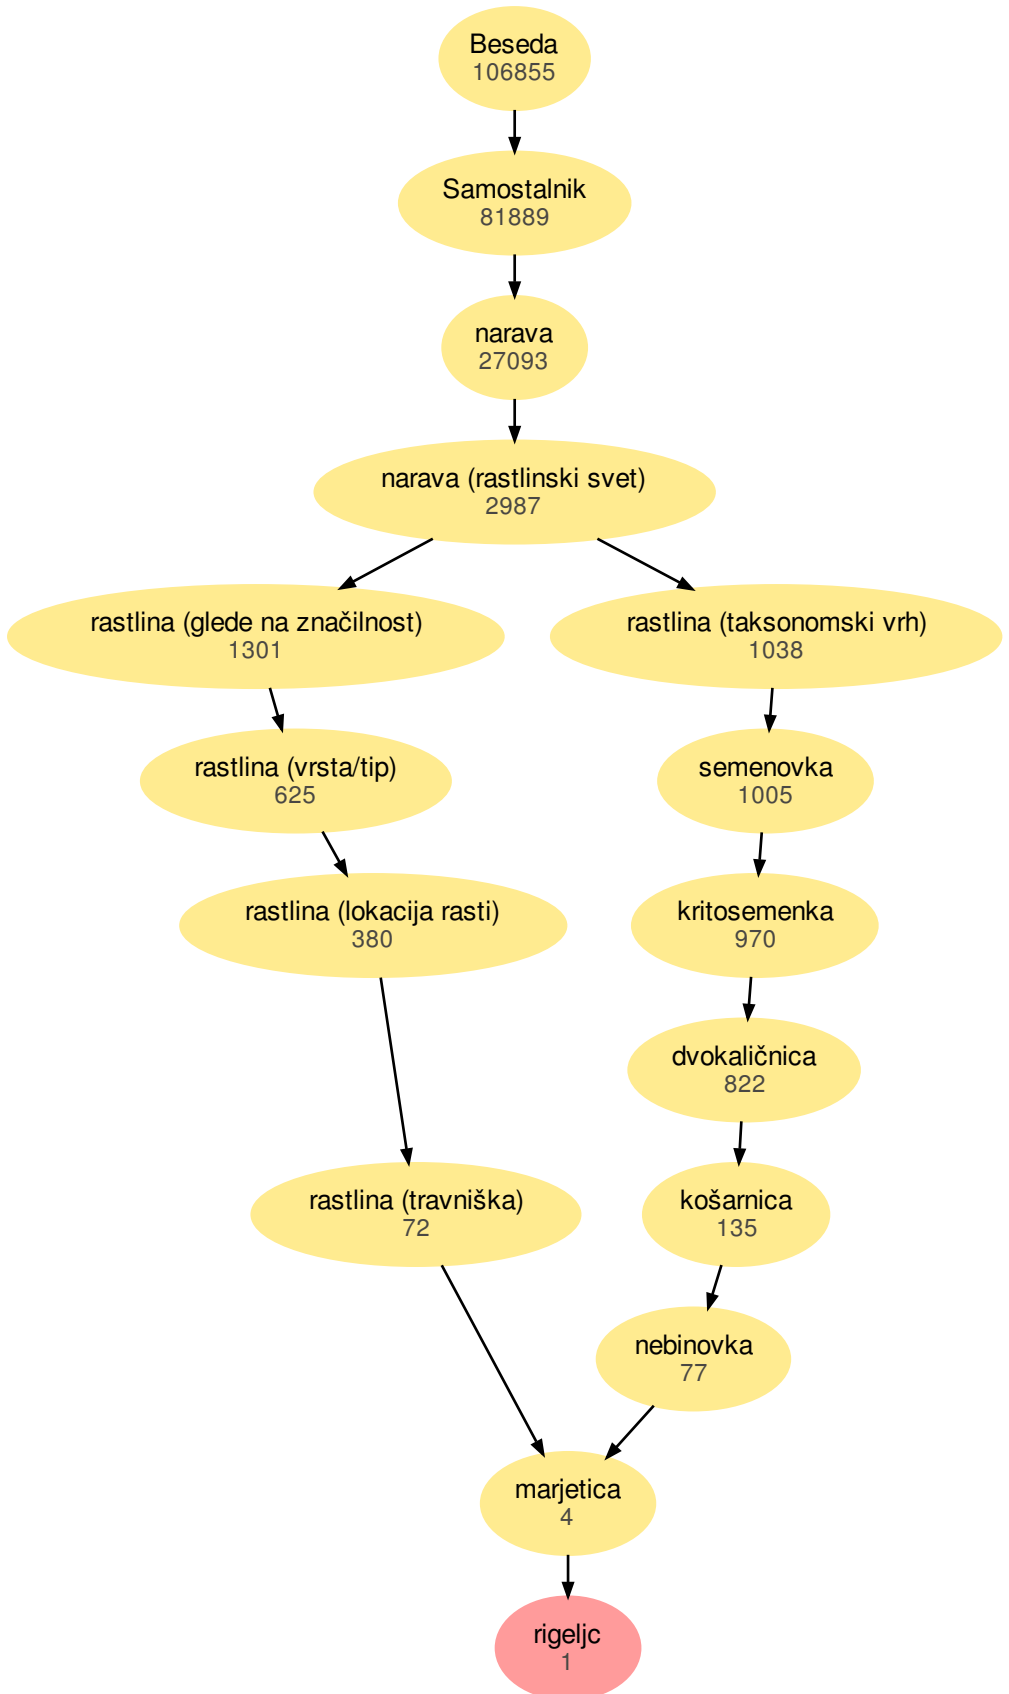 Beseda
106855
Samostalnik
81889
narava
27093
narava (rastlinski svet)
2987
rastlina (glede na značilnost)
1301
rastlina (taksonomski vrh)
1038
rastlina (vrsta/tip)
625
semenovka
1005
rastlina (lokacija rasti)
380
kritosemenka
970
dvokaličnica
822
rastlina (travniška)
72
košarnica
135
nebinovka
77
marjetica
4
rigeljc
1